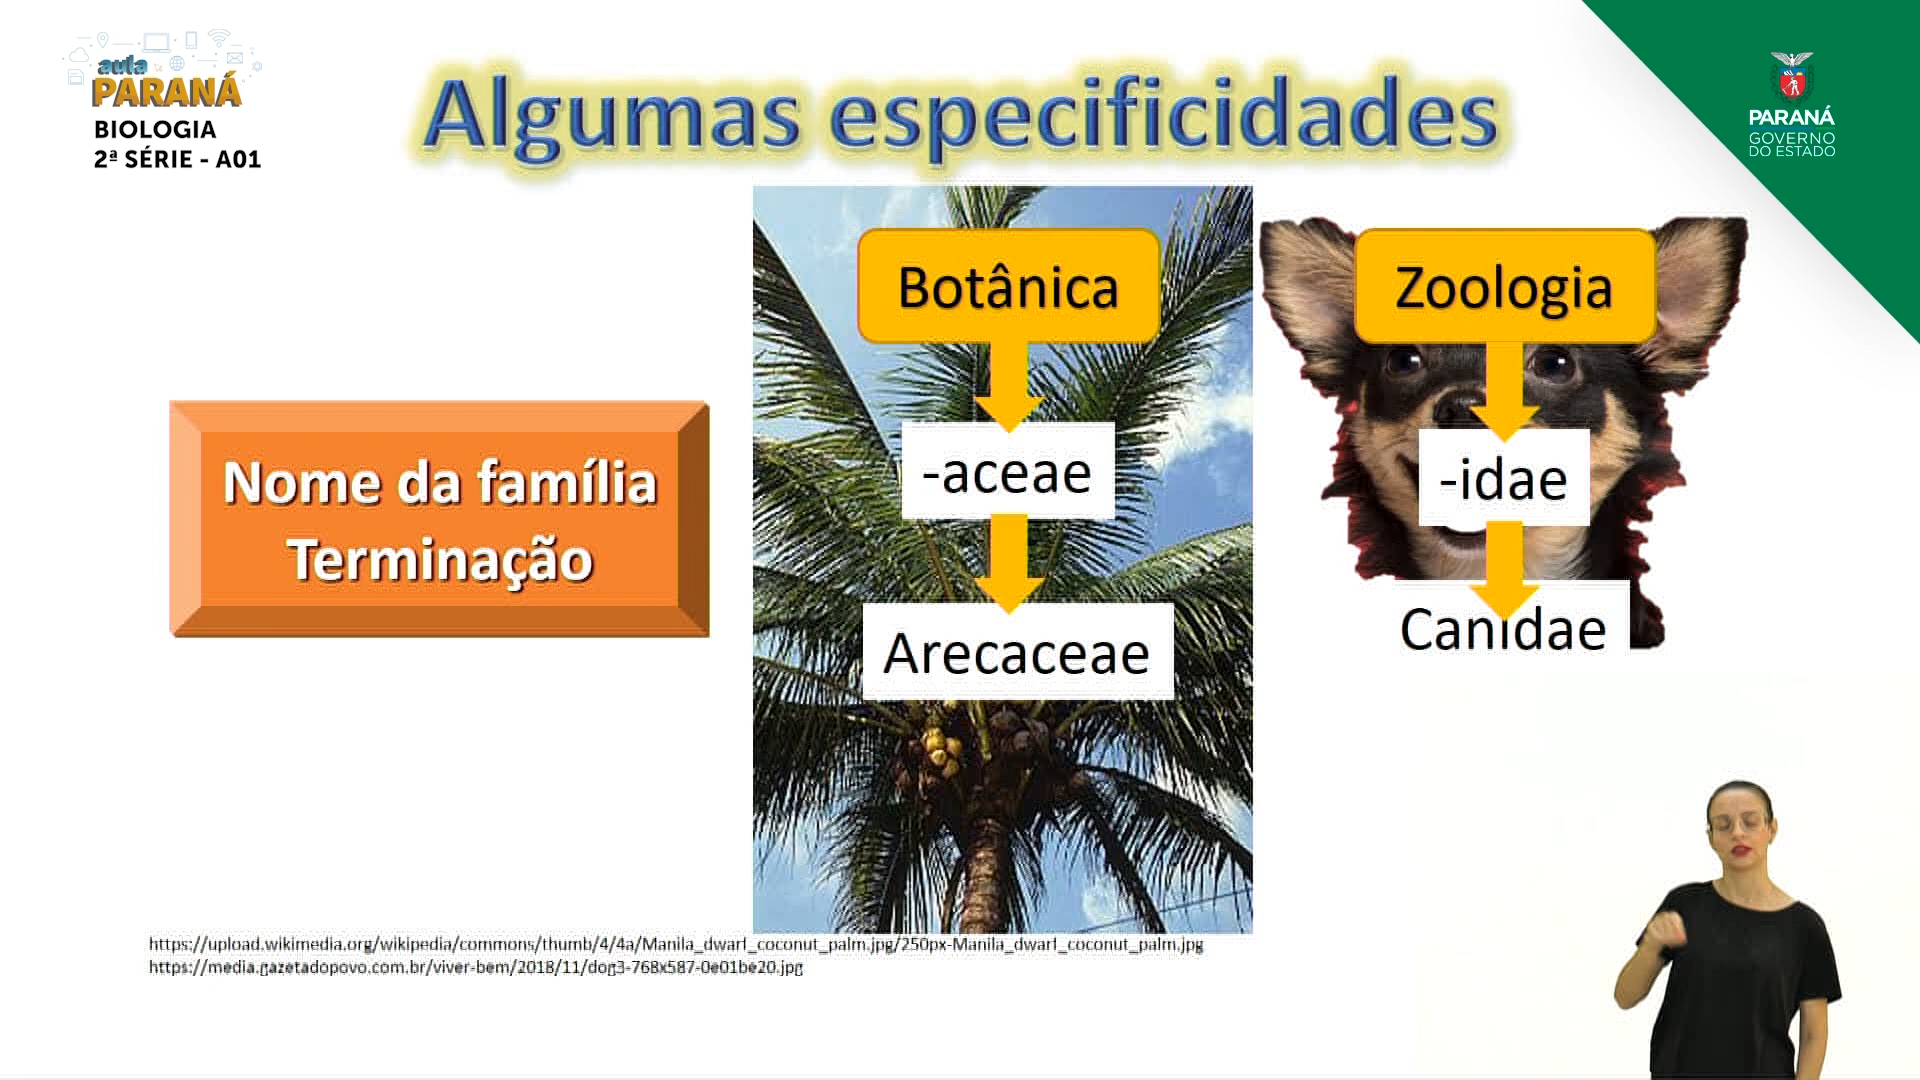 aula
PARANÁ
BIOLOGIA
2ª SÉRIE - A01
Algumas especificidades
PARANÁ
GOVERNO
DO ESTADO
Nome da família
Terminação
Botânica
-aceae
Arecaceae
Zoologia
-idae
Canidae
https://upload.wikimedia.org/wikipedia/commons/thumb/4/4a/Manila_dwarf_coconut_palm.jpg/250px-Manila_dwarf_coconut_palm.jpg
https://media.gazetadopovo.com.br/viver-bem/2018/11/dog3-768x587-0e01be20.jpg